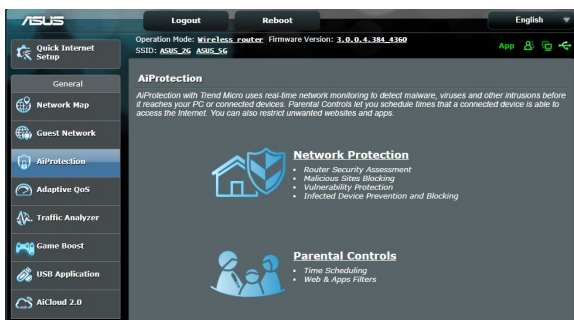 ASUS
Logout
Reboot
English
Quick Internet
Setup
Operation Mode: Wireless router Firmware Version: 3.0.0.4.384_4360
SSID: ASUS_2G ASUS_5G
App
General
Network Map
Guest Network
AiProtection
Adaptive QoS
Traffic Analyzer
Game Boost
USB Application
AiCloud 2.0
AiProtection
AiProtection with Trend Micro uses real-time network monitoring to detect malware, viruses and other intrusions before
it reaches your PC or connected devices. Parental Controls let you schedule times that a connected device is able to
access the Internet. You can also restrict unwanted websites and apps.
Network Protection
• Router Security Assessment
• Malicious Sites Blocking
• Vulnerability Protection
• Infected Device Prevention and Blocking
Parental Controls
• Time Scheduling
• Web & Apps Filters